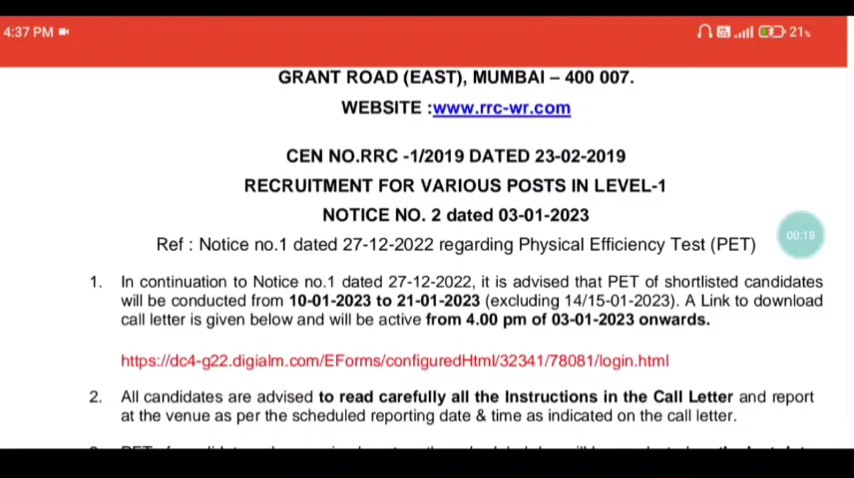 4:37 PM
21%
GRANT ROAD (EAST), MUMBAI – 400 007.
WEBSITE :www.rrc-wr.com
CEN NO.RRC -1/2019 DATED 23-02-2019
RECRUITMENT FOR VARIOUS POSTS IN LEVEL-1
NOTICE NO. 2 dated 03-01-2023
00:18
Ref : Notice no.1 dated 27-12-2022 regarding Physical Efficiency Test (PET)
1. In continuation to Notice no.1 dated 27-12-2022, it is advised that PET of shortlisted candidates
will be conducted from 10-01-2023 to 21-01-2023 (excluding 14/15-01-2023). A Link to download
call letter is given below and will be active from 4.00 pm of 03-01-2023 onwards.
https://dc4-g22.digialm.com/EForms/configuredHtml/32341/78081/login.html
2. All candidates are advised to read carefully all the Instructions in the Call Letter and report
at the venue as per the scheduled reporting date & time as indicated on the call letter.